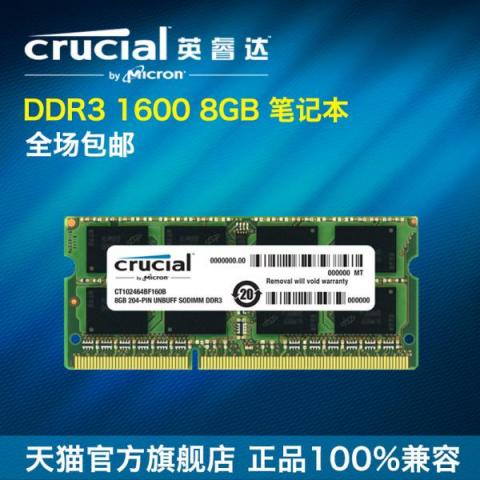 crucial 英睿达
by Micron
DDR3 1600 8GB 笔记本
全场包邮
crucial
by Micron
0000000.00
000000 MT
Removal will void warranty
CT102464BF160B
8GB 204-PIN UNBUFF SODIMM DDR3
20
000000
天猫官方旗舰店 正品100%兼容